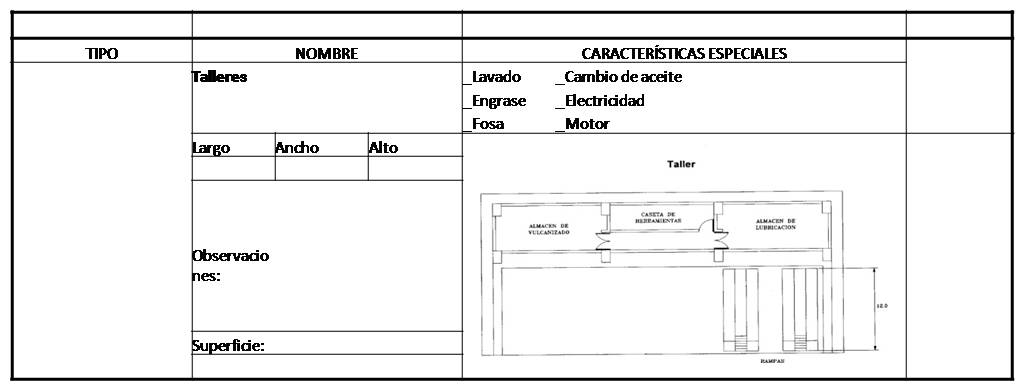 TIPO NOMBRE CARACTERÍSTICAS ESPECIALES
Talleres
_Lavado _Cambio de aceite
_Engrase _Electricidad
_Fosa _Motor
Largo Ancho Alto
Observacio
nes:
Superficie:
Taller
ALMACEN DE
VULCANIZADO
CASETA DE
HERRAMIENTAS
ALMACEN DE
LUBRICACION
12.0
RAMPAS